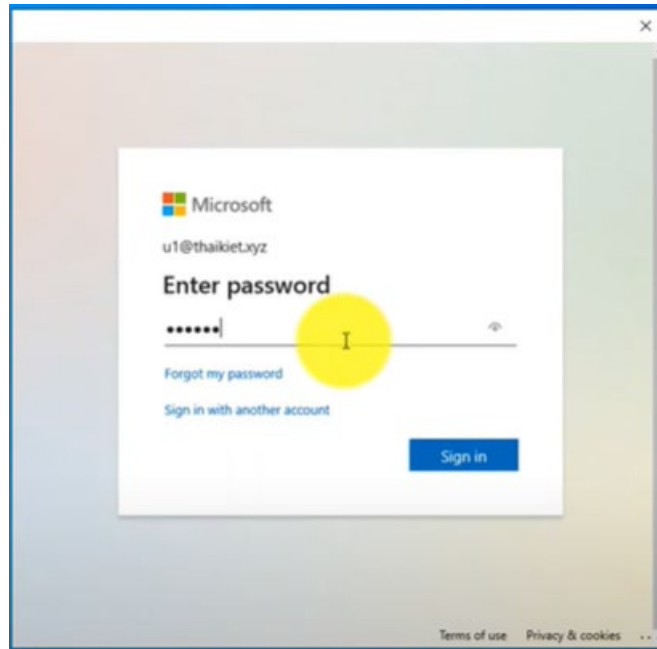 Microsoft
u1@thaikiet.xyz
Enter password
••••••
Forgot my password
Sign in with another account
Sign in
Terms of use Privacy & cookies ..